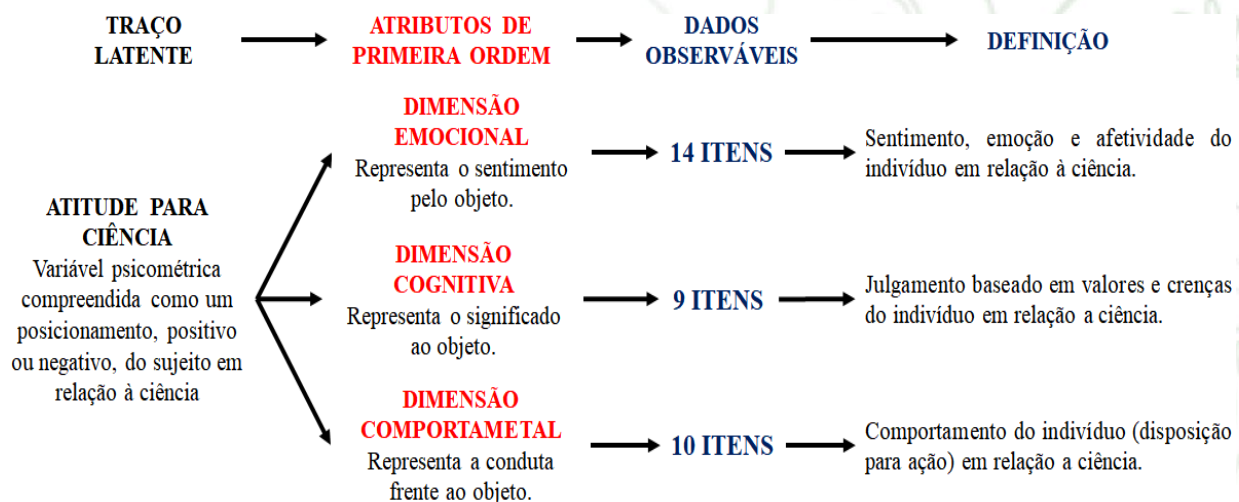 TRAÇO
LATENTE
ATRIBUTOS DE
PRIMEIRA ORDEM
DADOS
OBSERVÁVEIS
DEFINIÇÃO
ATITUDE PARA
CIÊNCIA
Variável psicométrica
compreendida como um
posicionamento, positivo
ou negativo, do sujeito em
relação à ciência
DIMENSÃO
EMOCIONAL
Representa o sentimento
pelo objeto.
14 ITENS
Sentimento, emoção e afetividade do
indivíduo em relação à ciência.
DIMENSÃO
COGNITIVA
Representa o significado
ao objeto.
9 ITENS
Julgamento baseado em valores e crenças
do indivíduo em relação a ciência.
DIMENSÃO
COMPORTAMETAL
Representa a conduta
frente ao objeto.
10 ITENS
Comportamento do indivíduo (disposição
para ação) em relação a ciência.